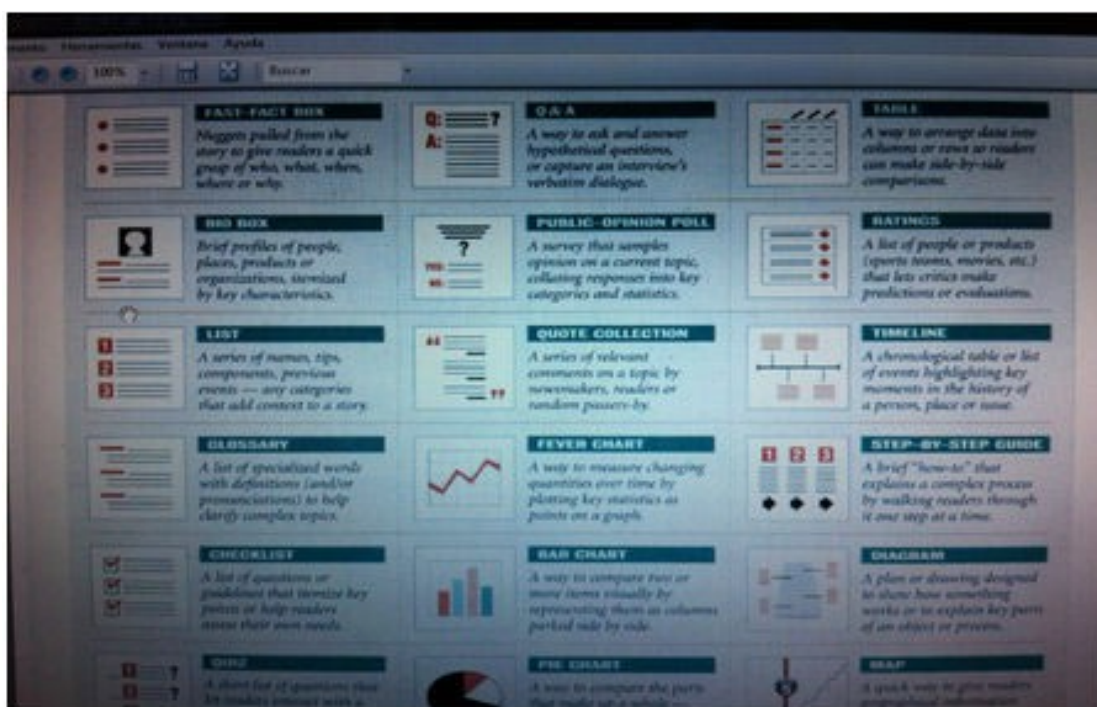 Herramientas Ventana Ayuda
100% Buscar
FAST-FACT BOX
Nuggets pulled from the
story to give readers a quick
grasp of who, what, when,
where or why.
Q: ?
A:
Q & A
A way to ask and answer
hypothetical questions,
or capture an interview's
verbatim dialogue.
TABLE
A way to arrange data into
columns or rows so readers
can make side-by-side
comparisons.
BIO BOX
Brief profiles of people,
places, products or
organizations, itemized
by key characteristics.
?
YES:
NO:
PUBLIC-OPINION POLL
A survey that samples
opinion on a current topic,
collating responses into key
categories and statistics.
RATINGS
A list of people or products
(sports teams, movies, etc.)
that lets critics make
predictions or evaluations.
1
2
3
LIST
A series of names, tips,
components, previous
events — any categories
that add context to a story.
QUOTE COLLECTION
A series of relevant
comments on a topic by
newsmakers, readers or
random passers-by.
TIMELINE
A chronological table or list
of events highlighting key
moments in the history of
a person, place or issue.
GLOSSARY
A list of specialized words
with definitions (and/or
pronunciations) to help
clarify complex topics.
FEVER CHART
A way to measure changing
quantities over time by
plotting key statistics as
points on a graph.
1 2 3
STEP-BY-STEP GUIDE
A brief "how-to" that
explains a complex process
by walking readers through
it one step at a time.
CHECKLIST
A list of questions or
guidelines that itemize key
points or help readers
assess their own needs.
BAR CHART
A way to compare two or
more items visually by
representing them as columns
parked side by side.
DIAGRAM
A plan or drawing designed
to show how something
works or to explain key parts
of an object or process.
1 ?
?
QUIZ
A short list of questions that
PIE CHART
A way to compare the parts
that make up a whole —
MAP
A quick way to give readers
geographical information